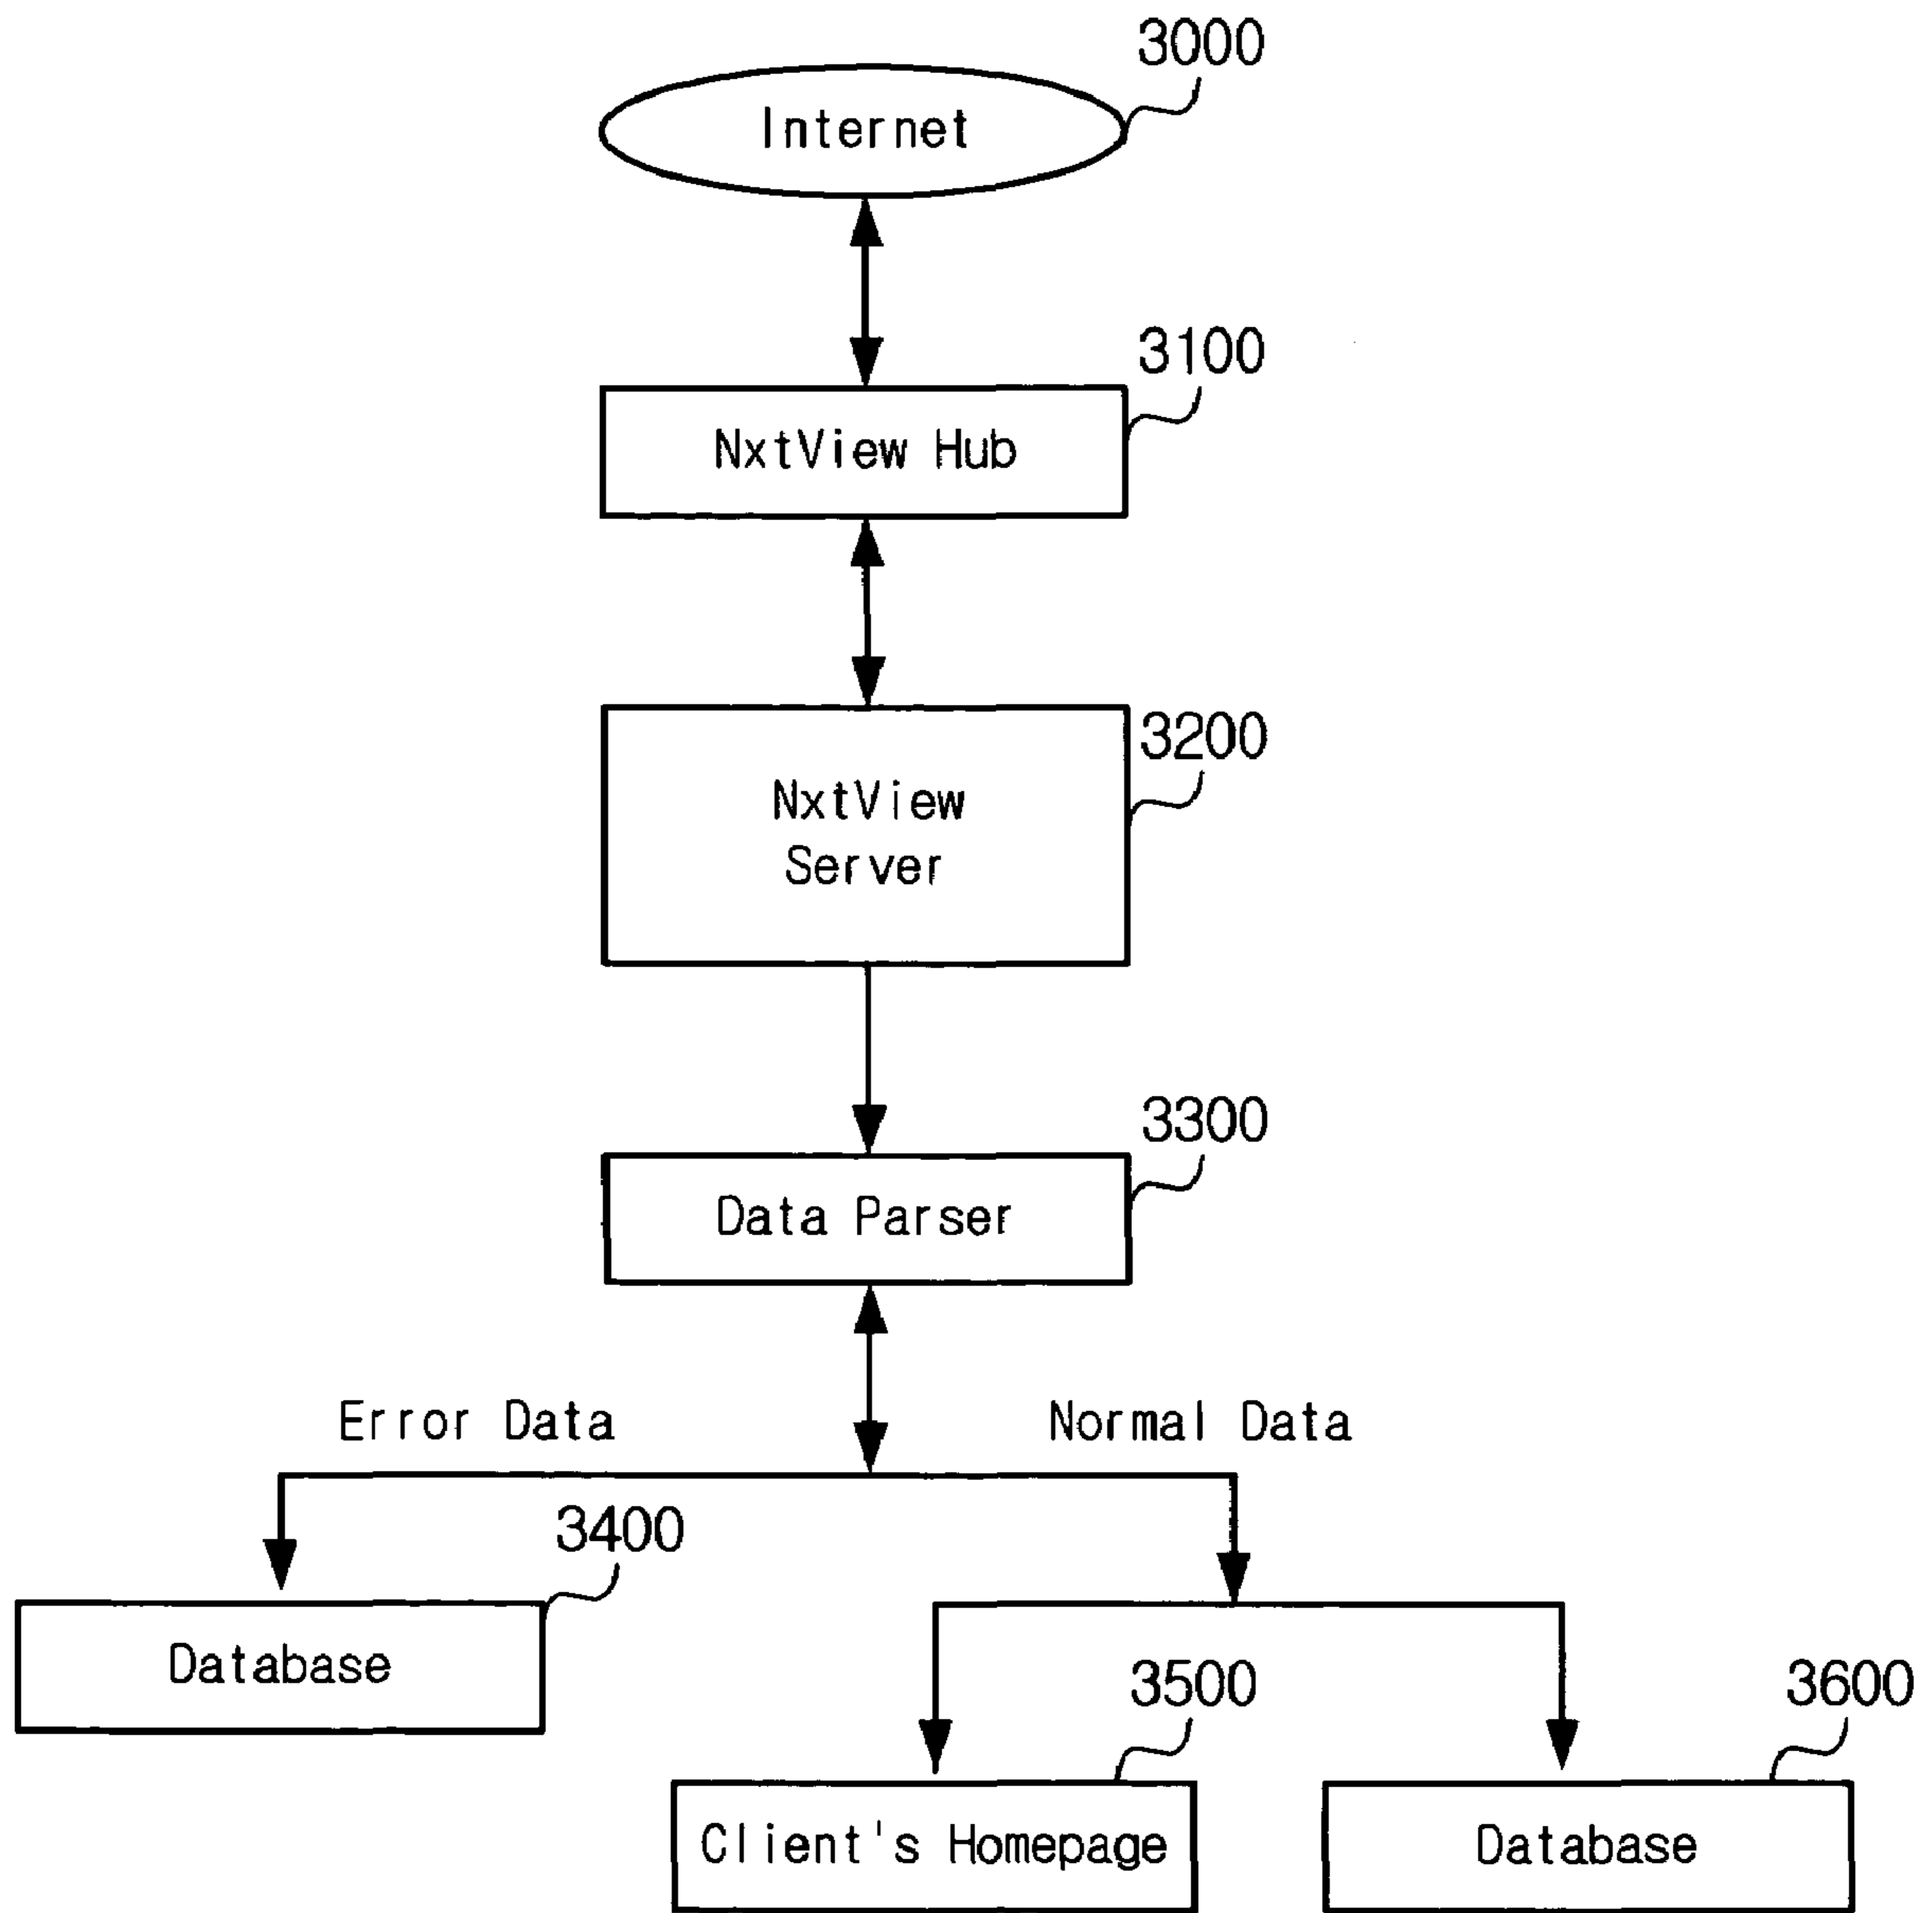 3000
Internet
3100
NxtView Hub
3200
NxtView
Server
3300
Data Parser
Error Data
Normal Data
3400
Database
3500
3600
Client's Homepage
Database